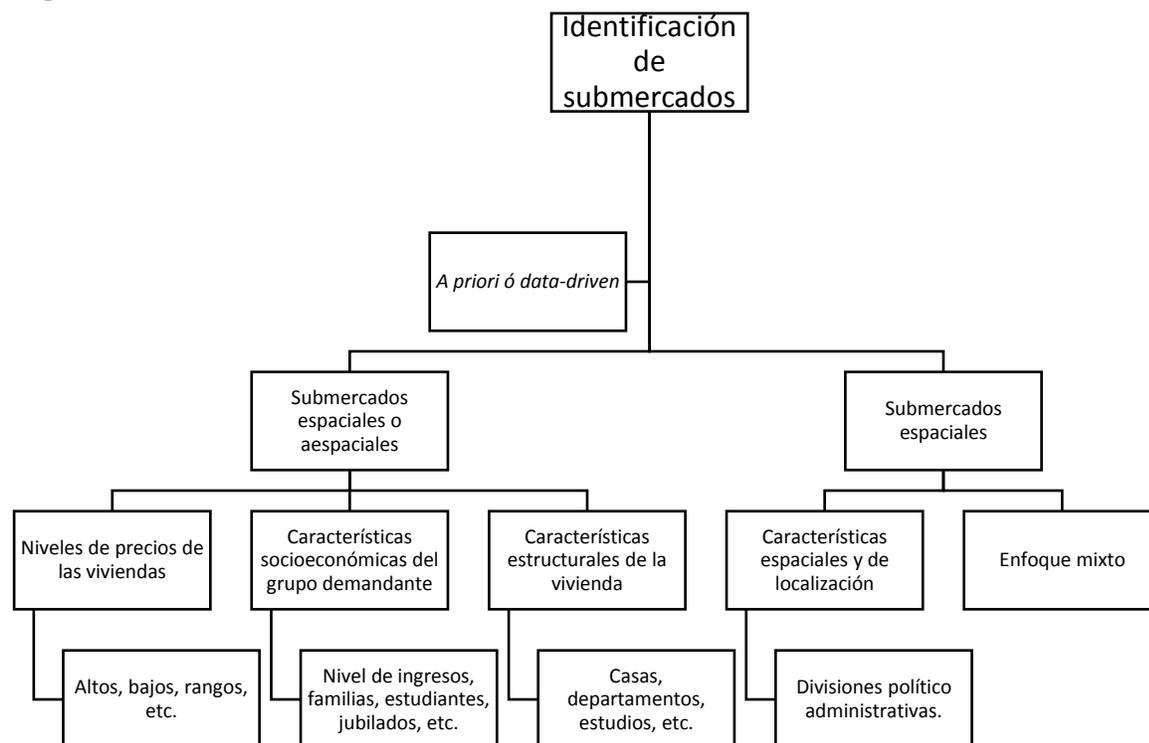 Identificación
de
submercados
A priori ó data-driven
Submercados
espaciales o
aespaciales
Submercados
espaciales
Niveles de precios de
las viviendas
Características
socioeconómicas del
grupo demandante
Características
estructurales de la
vivienda
Características
espaciales y de
localización
Enfoque mixto
Altos, bajos, rangos,
etc.
Nivel de ingresos,
familias, estudiantes,
jubilados, etc.
Casas,
departamentos,
estudios, etc.
Divisiones político
administrativas.